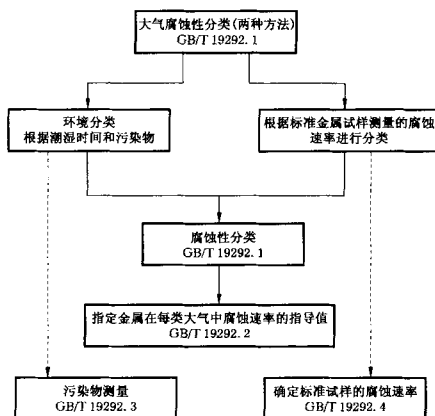 大气腐蚀性分类(两种方法)
GB/T 19292.1
环境分类
根据潮湿时间和污染物
根据标准金属试样测量的腐蚀
速率进行分类
腐蚀性分类
GB/T 19292.1
指定金属在每类大气中腐蚀速率的指导值
GB/T 19292.2
污染物测量
GB/T 19292.3
确定标准试样的腐蚀速率
GB/T 19292.4